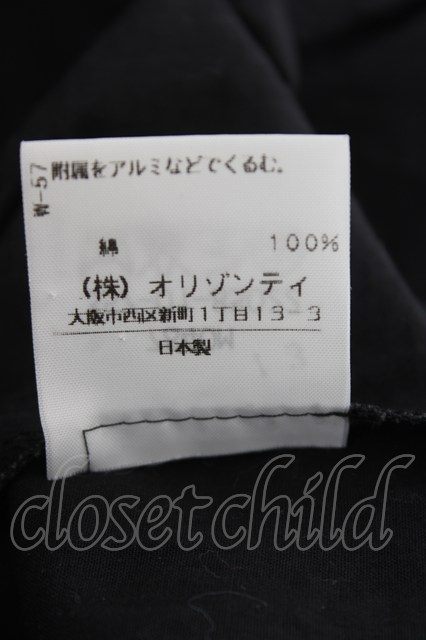 附属をアルミなどでくるむ。
W-57
綿 100%
(株) オリゾンティ
大阪市西区新町1丁目13-3
日本製
closetchild